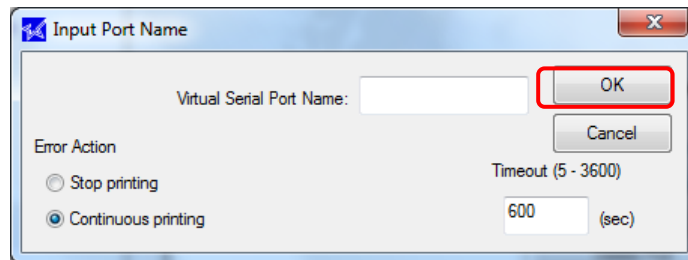 Input Port Name
Virtual Serial Port Name:
OK
Cancel
Error Action
Timeout (5 - 3600)
Stop printing
600 (sec)
Continuous printing